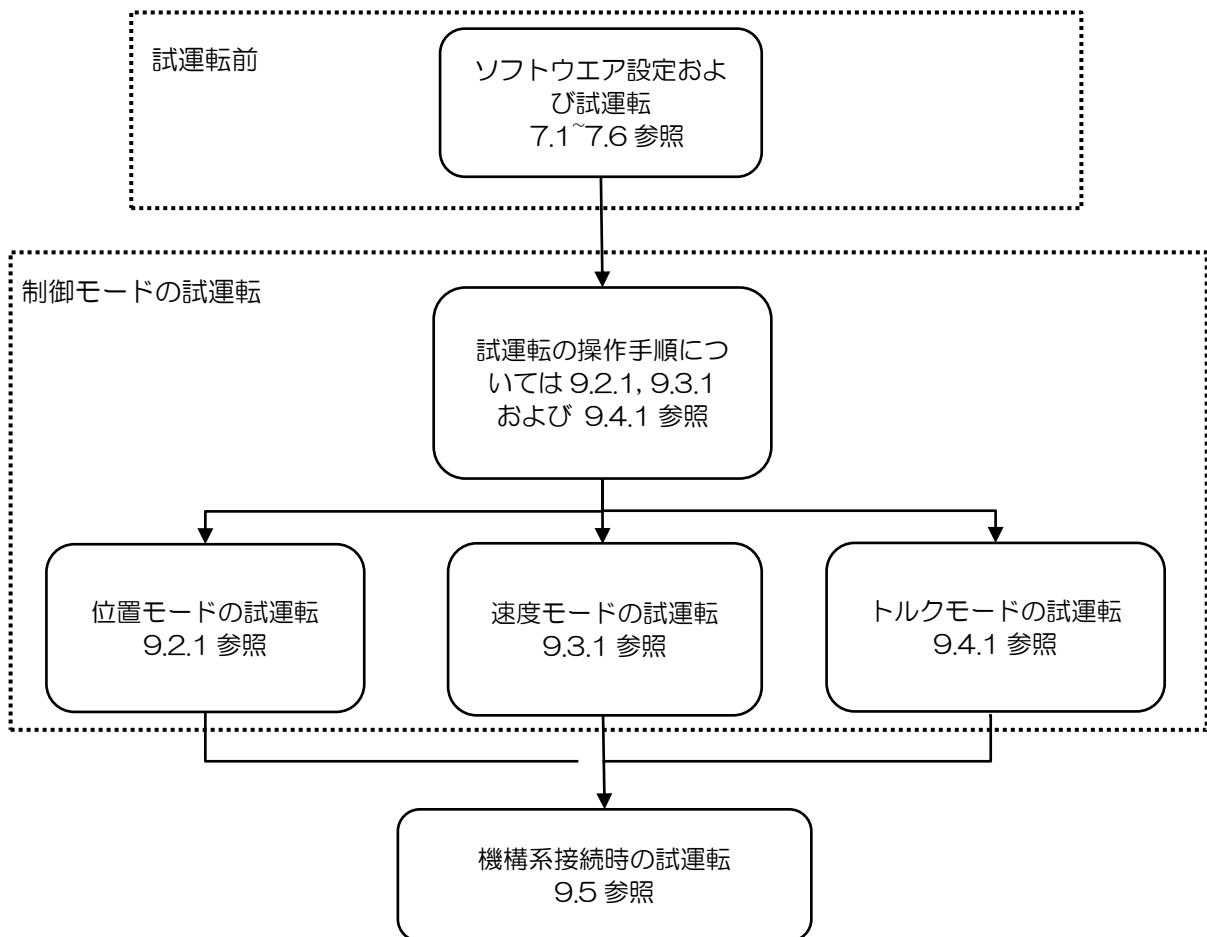 試運転前
ソフトウエア設定およ
び試運転
7.1~7.6 参照
制御モードの試運転
試運転の操作手順につ
いては 9.2.1, 9.3.1
および 9.4.1 参照
位置モードの試運転
9.2.1 参照
速度モードの試運転
9.3.1 参照
トルクモードの試運転
9.4.1 参照
機構系接続時の試運転
9.5 参照